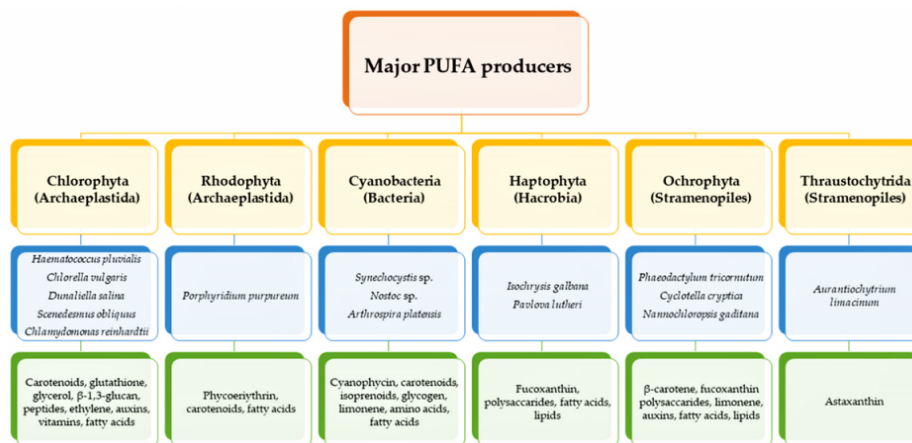 Major PUFA producers
Chlorophyta
(Archaeplastida)
Rhodophyta
(Archaeplastida)
Cyanobacteria
(Bacteria)
Haptophyta
(Hacrobia)
Ochrophyta
(Stramenopiles)
Thraustochytrida
(Stramenopiles)
Haematococcus pluvialis
Chlorella vulgaris
Dunaliella salina
Scenedesmus obliquus
Chlamydomonas reinhardtii
Porphyridium purpureum
Synechocystis sp.
Nostoc sp.
Arthrospira platensis
Isochrysis galbana
Pavlova lutheri
Phaeodactylum tricornutum
Cyclotella cryptica
Nannochloropsis gaditana
Aurantiochytrium
limacinum
Carotenoids, glutathione,
glycerol, β-1,3-glucan,
peptides, ethylene, auxins,
vitamins, fatty acids
Phycoeriythrin,
carotenoids, fatty acids
Cyanophycin, carotenoids,
isoprenoids, glycogen,
limonene, amino acids,
fatty acids
Fucoxanthin,
polysaccarides, fatty acids,
lipids
β-carotene, fucoxanthin
polysaccarides, limonene,
auxins, fatty acids, lipids
Astaxanthin